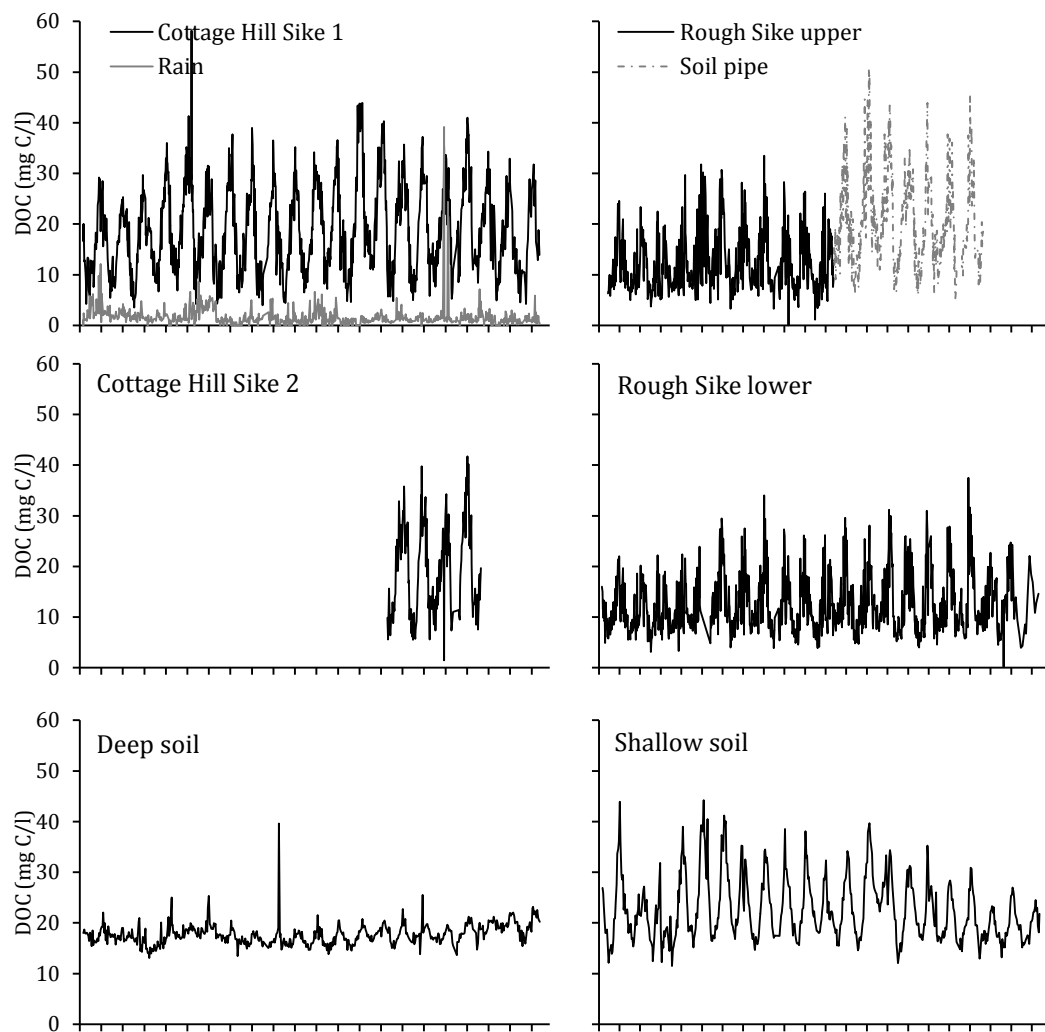 60
50
40
30
20
10
0
DOC (mg C/l)
Cottage Hill Sike 1
Rain
Rough Sike upper
Soil pipe
60
50
40
30
20
10
0
DOC (mg C/l)
Cottage Hill Sike 2
Rough Sike lower
60
50
40
30
20
10
0
DOC (mg C/l)
Deep soil
Shallow soil